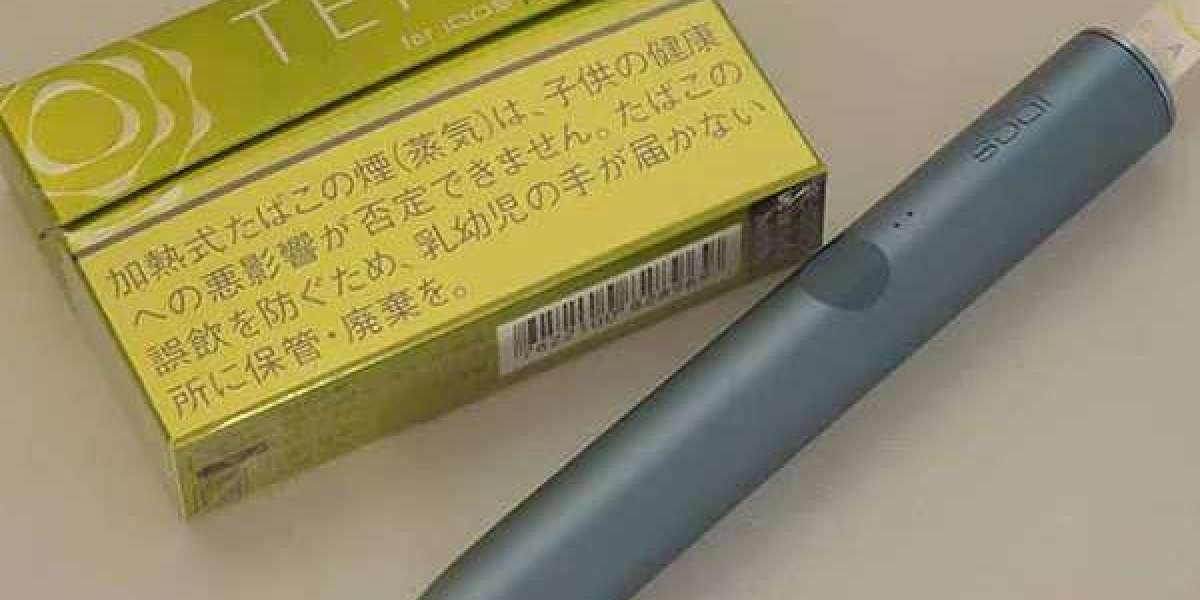 for IQOS
加熱式たばこの煙(蒸気)は、子供の健康
への悪影響が否定できません。たばこの
誤飲を防ぐため、乳幼児の手が届かない
所に保管・廃棄を。
IQOS